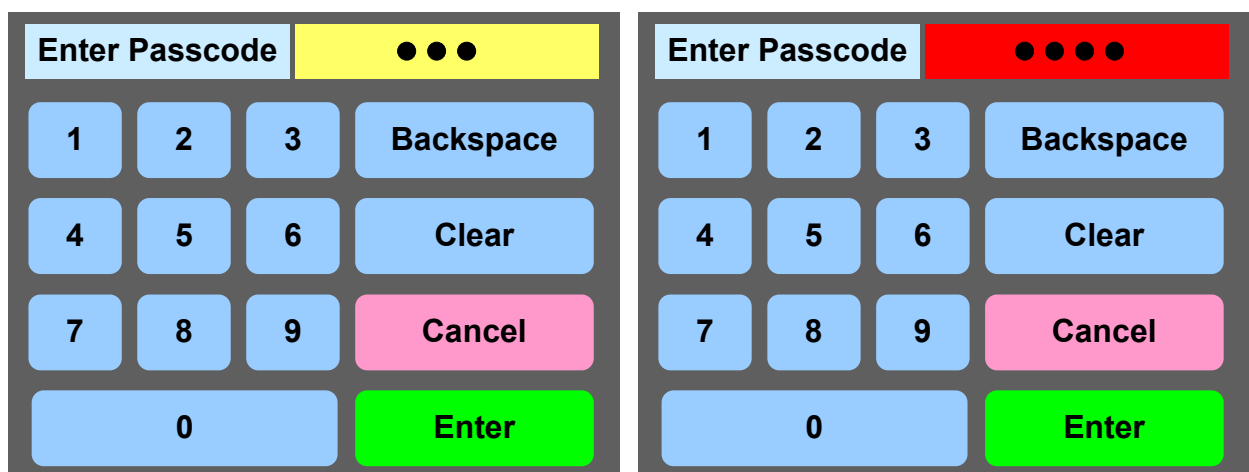 Enter Passcode ●●●
1 2 3 Backspace
4 5 6 Clear
7 8 9 Cancel
0 Enter
Enter Passcode ●●●●
1 2 3 Backspace
4 5 6 Clear
7 8 9 Cancel
0 Enter